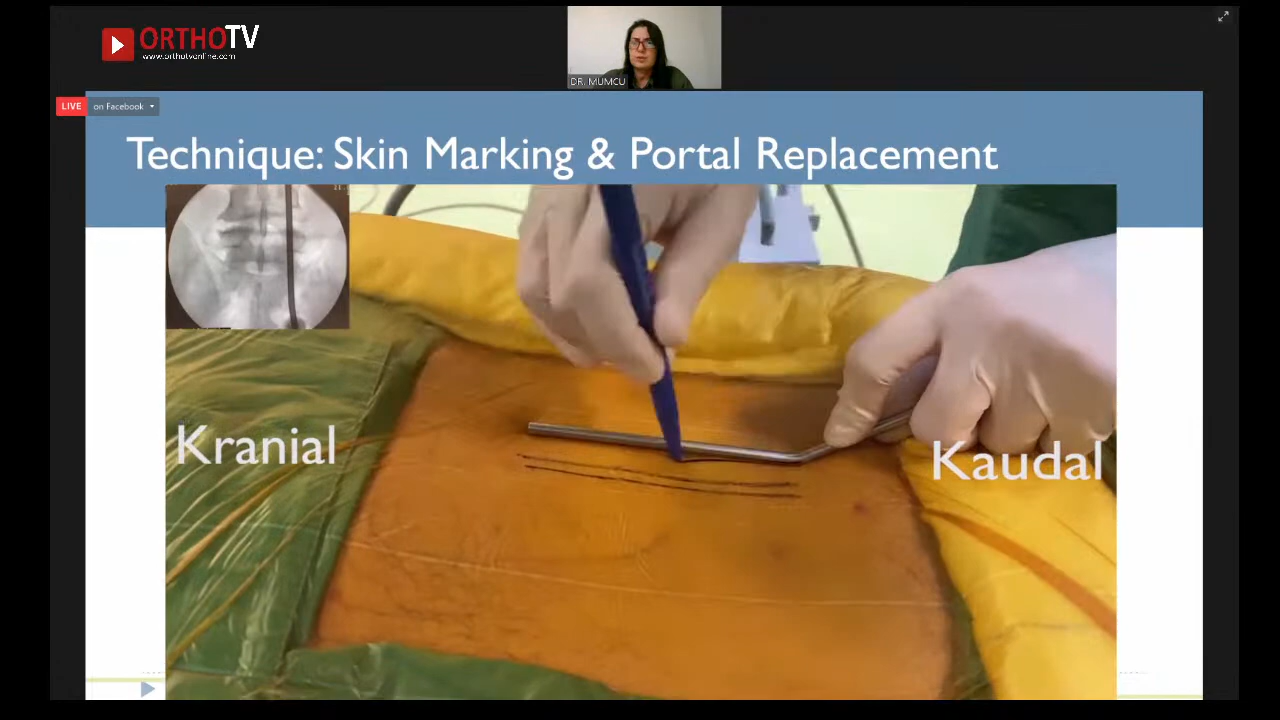 ORTHOTV
www.orthotvonline.com
DR. MUMCU
LIVE on Facebook
Technique: Skin Marking & Portal Replacement
Kranial
Kaudal